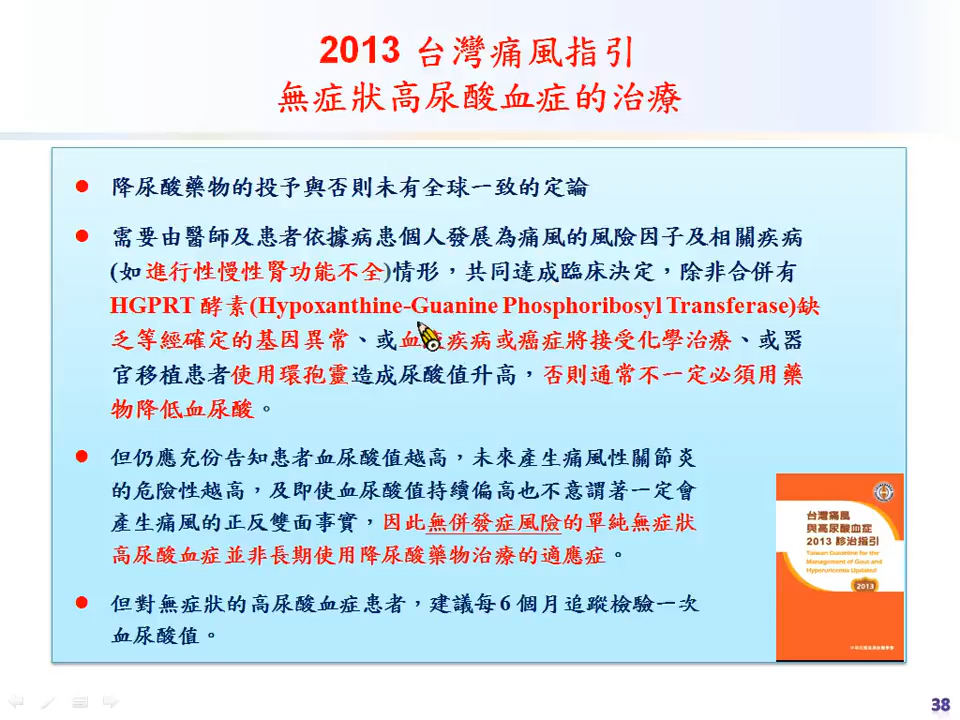 2013 台灣痛風指引
無症狀高尿酸血症的治療
● 降尿酸藥物的投予與否則未有全球一致的定論
● 需要由醫師及患者依據病患個人發展為痛風的風險因子及相關疾病
(如進行性慢性腎功能不全)情形，共同達成臨床決定，除非合併有
HGPRT 酵素(Hypoxanthine-Guanine Phosphoribosyl Transferase)缺
乏等經確定的基因異常、或血 疾病或癌症將接受化學治療、或器
官移植患者使用環孢靈造成尿酸值升高，否則通常不一定必須用藥
物降低血尿酸。
● 但仍應充份告知患者血尿酸值越高，未來產生痛風性關節炎
的危險性越高，及即使血尿酸值持續偏高也不意謂著一定會
產生痛風的正反雙面事實，因此無併發症風險的單純無症狀
高尿酸血症並非長期使用降尿酸藥物治療的適應症。
● 但對無症狀的高尿酸血症患者，建議每 6 個月追蹤檢驗一次
血尿酸值。
台灣痛風
與高尿酸血症
2013 診治指引
Taiwan Guideline for the
Management of Gout and
Hyperuricemia Updated
2013
38